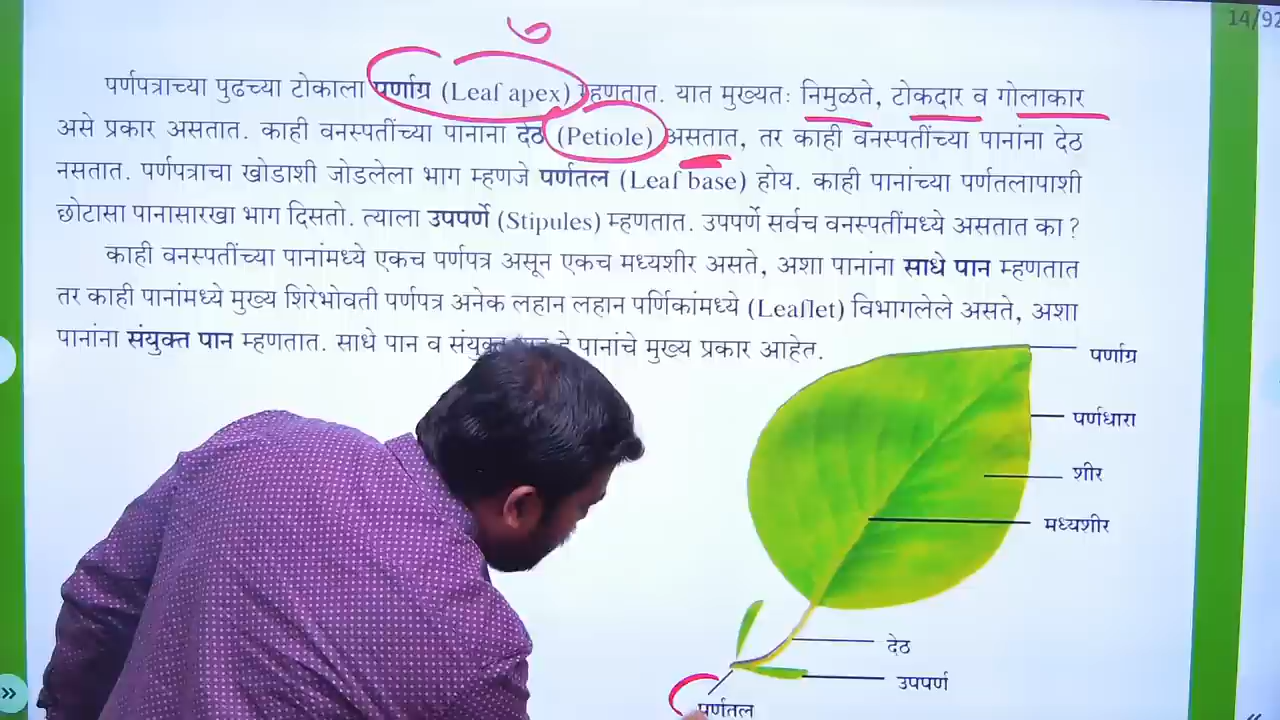 14/92
पर्णपत्राच्या पुढच्या टोकाला पर्णाग्र (Leaf apex) म्हणतात. यात मुख्यतः निमुळते, टोकदार व गोलाकार
असे प्रकार असतात. काही वनस्पतींच्या पानांना देठ (Petiole) असतात, तर काही वनस्पतींच्या पानांना देठ
नसतात. पर्णपत्राचा खोडाशी जोडलेला भाग म्हणजे पर्णतल (Leaf base) होय. काही पानांच्या पर्णतलापाशी
छोटासा पानासारखा भाग दिसतो. त्याला उपपर्णे (Stipules) म्हणतात. उपपर्णे सर्वच वनस्पतींमध्ये असतात का ?
काही वनस्पतींच्या पानांमध्ये एकच पर्णपत्र असून एकच मध्यशीर असते, अशा पानांना साधे पान म्हणतात
तर काही पानांमध्ये मुख्य शिरेभोवती पर्णपत्र अनेक लहान लहान पर्णिकांमध्ये (Leaflet) विभागलेले असते, अशा
पानांना संयुक्त पान म्हणतात. साधे पान व संयुक्त हे पानांचे मुख्य प्रकार आहेत.
पर्णाग्र
पर्णधारा
शीर
मध्यशीर
देठ
उपपर्ण
पर्णतल